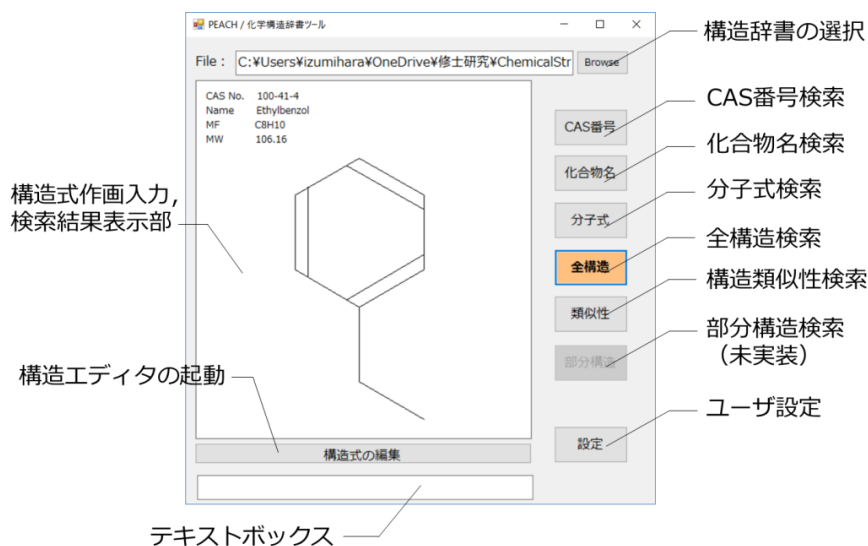 PEACH / 化学構造辞書ツール
File :
C:¥Users¥izumihara¥OneDrive¥修士研究¥ChemicalStr
Browse
構造辞書の選択
CAS No. 100-41-4
Name Ethylbenzol
MF C8H10
MW 106.16
CAS番号
CAS番号検索
化合物名
化合物名検索
分子式
分子式検索
全構造
全構造検索
類似性
構造類似性検索
部分構造
部分構造検索
（未実装）
設定
ユーザ設定
構造式作画入力，
検索結果表示部
構造エディタの起動
構造式の編集
テキストボックス